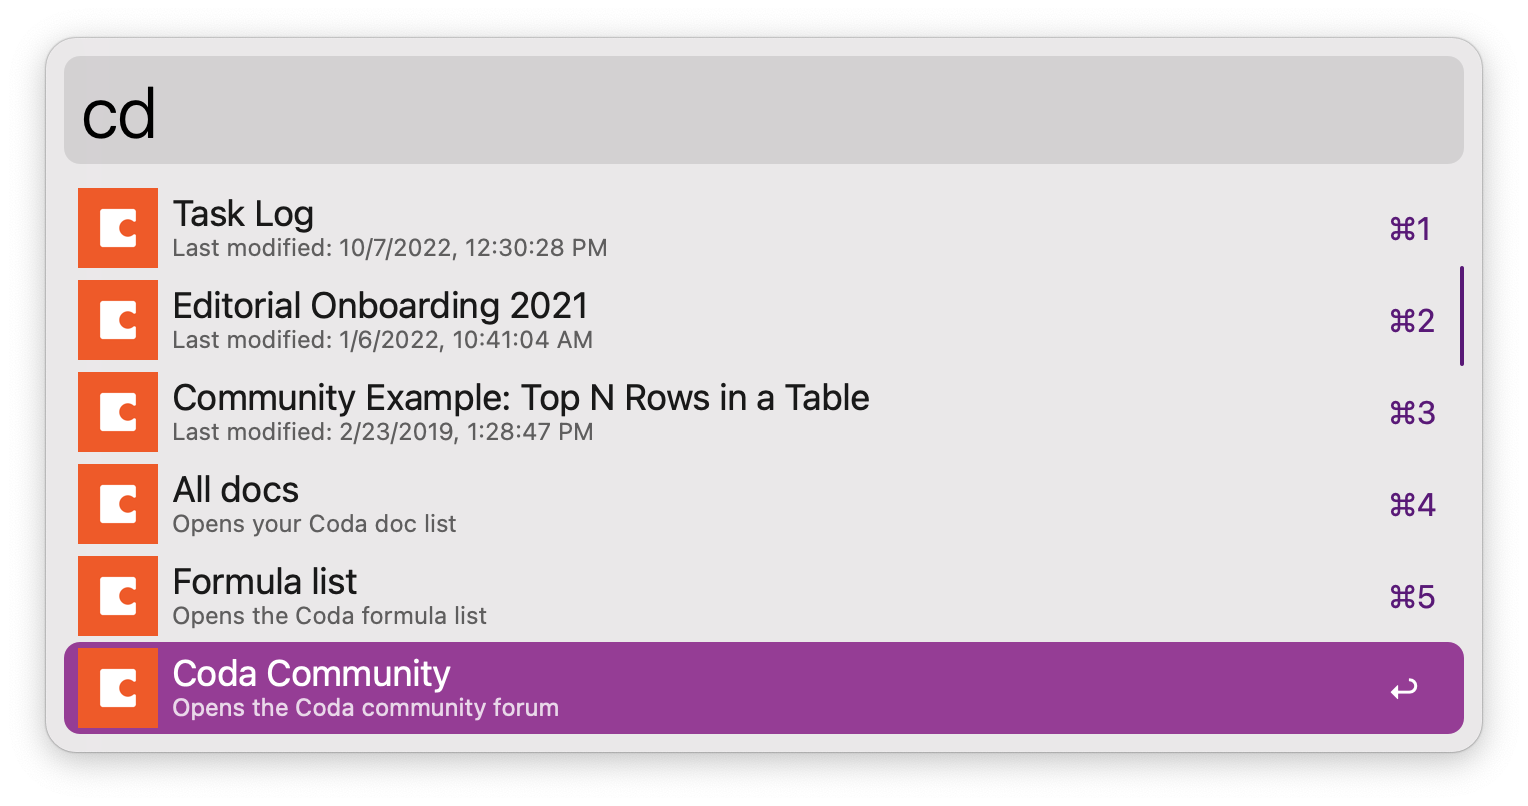 cd
Task Log
Last modified: 10/7/2022, 12:30:28 PM
⌘1
Editorial Onboarding 2021
Last modified: 1/6/2022, 10:41:04 AM
⌘2
Community Example: Top N Rows in a Table
Last modified: 2/23/2019, 1:28:47 PM
⌘3
All docs
Opens your Coda doc list
⌘4
Formula list
Opens the Coda formula list
⌘5
Coda Community
Opens the Coda community forum